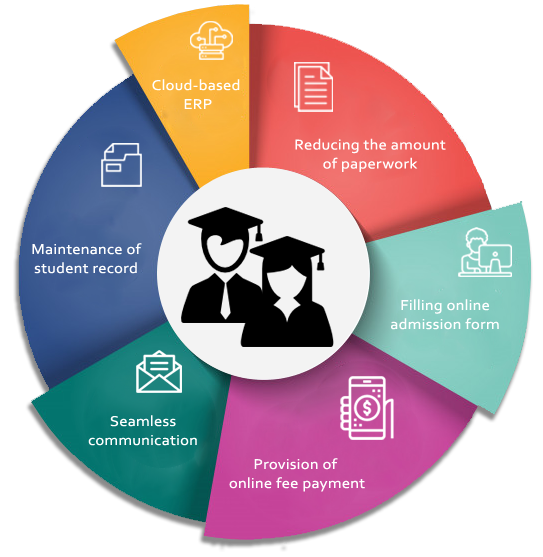 Cloud-based
ERP
Reducing the amount
of paperwork
Filling online
admission form
$
Provision of
online fee payment
Seamless
communication
Maintenance of
student record